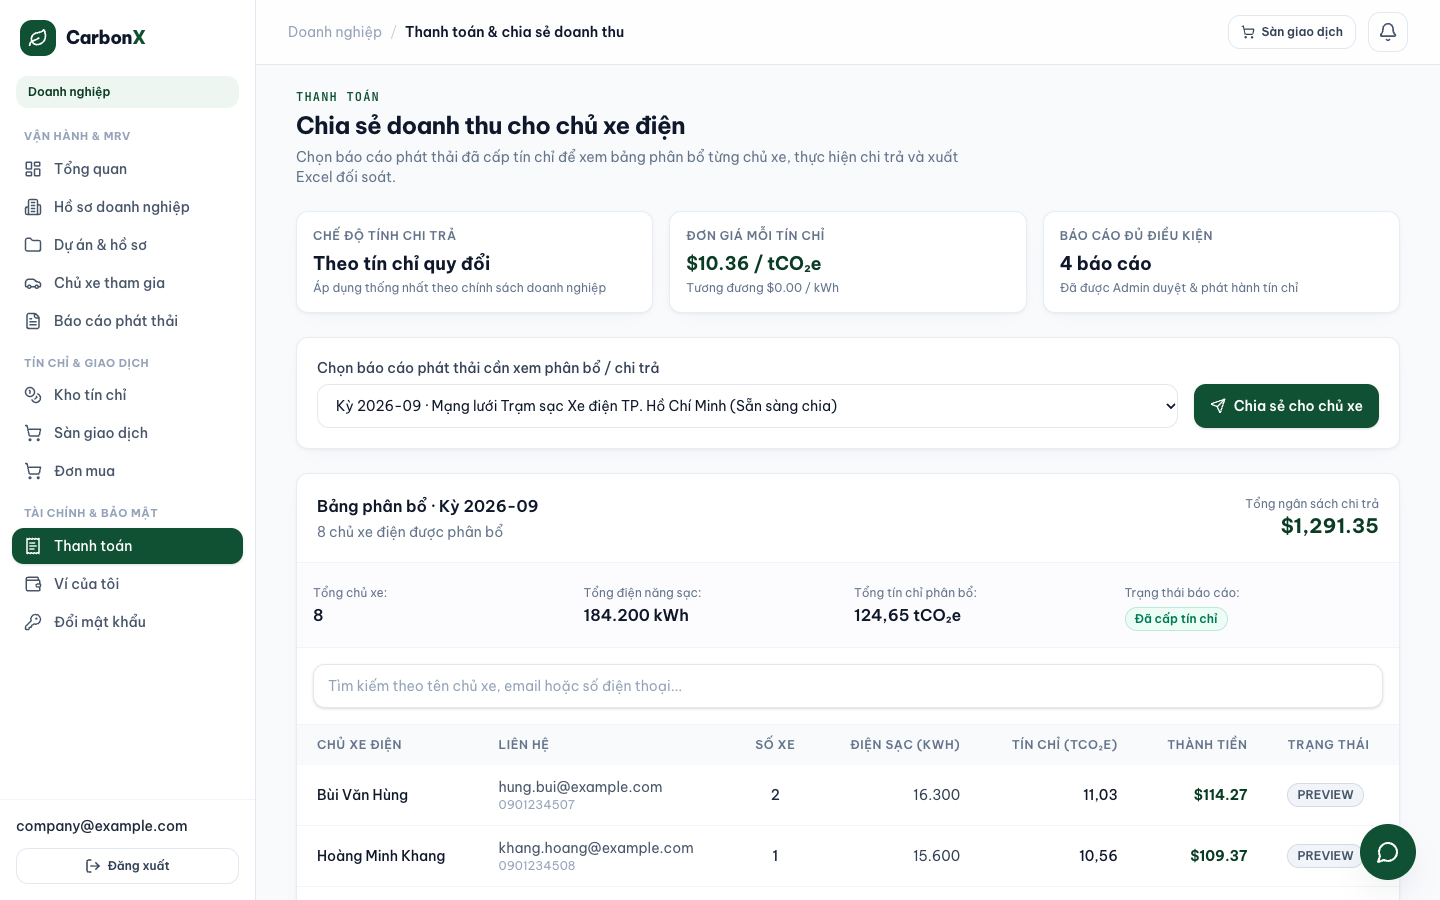 CarbonX
Doanh nghiệp
VẬN HÀNH & MRV
Tổng quan
Hồ sơ doanh nghiệp
Dự án & hồ sơ
Chủ xe tham gia
Báo cáo phát thải
TÍN CHỈ & GIAO DỊCH
Kho tín chỉ
Sàn giao dịch
Đơn mua
TÀI CHÍNH & BẢO MẬT
Thanh toán
Ví của tôi
Đổi mật khẩu
company@example.com
Đăng xuất
Doanh nghiệp / Thanh toán & chia sẻ doanh thu
Sàn giao dịch
THANH TOÁN
Chia sẻ doanh thu cho chủ xe điện
Chọn báo cáo phát thải đã cấp tín chỉ để xem bảng phân bổ từng chủ xe, thực hiện chi trả và xuất
Excel đối soát.
CHẾ ĐỘ TÍNH CHI TRẢ
Theo tín chỉ quy đổi
Áp dụng thống nhất theo chính sách doanh nghiệp
ĐƠN GIÁ MỖI TÍN CHỈ
$10.36 / tCO₂e
Tương đương $0.00 / kWh
BÁO CÁO ĐỦ ĐIỀU KIỆN
4 báo cáo
Đã được Admin duyệt & phát hành tín chỉ
Chọn báo cáo phát thải cần xem phân bổ / chi trả
Kỳ 2026-09 · Mạng lưới Trạm sạc Xe điện TP. Hồ Chí Minh (Sẵn sàng chia)
Chia sẻ cho chủ xe
Bảng phân bổ · Kỳ 2026-09
8 chủ xe điện được phân bổ
Tổng ngân sách chi trả
$1,291.35
Tổng chủ xe:
8
Tổng điện năng sạc:
184.200 kWh
Tổng tín chỉ phân bổ:
124,65 tCO₂e
Trạng thái báo cáo:
Đã cấp tín chỉ
Tìm kiếm theo tên chủ xe, email hoặc số điện thoại...
CHỦ XE ĐIỆN LIÊN HỆ SỐ XE ĐIỆN SẠC (KWH) TÍN CHỈ (TCO₂E) THÀNH TIỀN TRẠNG THÁI
Bùi Văn Hùng hung.bui@example.com 2 16.300 11,03 $114.27 PREVIEW
0901234507
Hoàng Minh Khang khang.hoang@example.com 1 15.600 10,56 $109.37 PREVIEW
0901234508